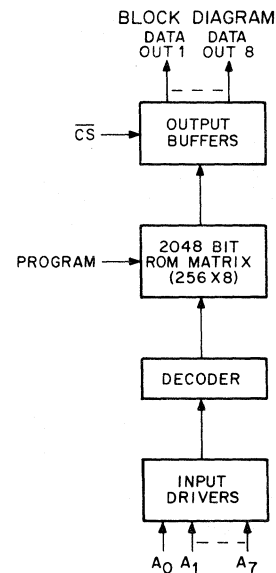 BLOCK DIAGRAM
DATA DATA
OUT 1 OUT 8
CS OUTPUT
BUFFERS
2048 BIT
PROGRAM ROM MATRIX
(256 X 8)
DECODER
INPUT
DRIVERS
A0 A1 A7